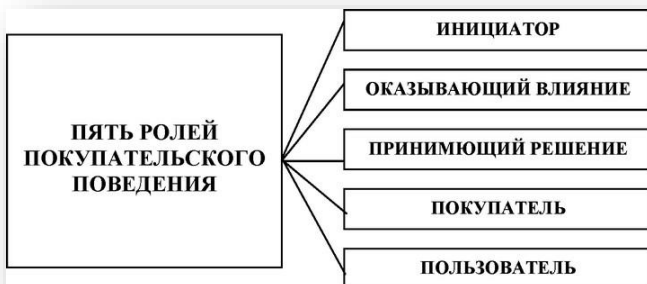 ПЯТЬ РОЛЕЙ
ПОКУПАТЕЛЬСКОГО
ПОВЕДЕНИЯ
ИНИЦИАТОР
ОКАЗЫВАЮЩИЙ ВЛИЯНИЕ
ПРИНИМЮЩИЙ РЕШЕНИЕ
ПОКУПАТЕЛЬ
ПОЛЬЗОВАТЕЛЬ